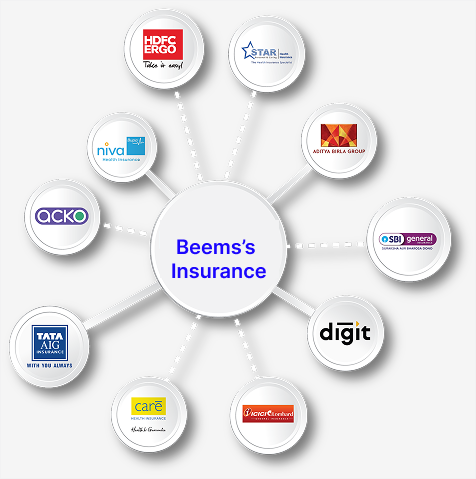 HDFC
ERGO
Take it easy!
STAR
Health
Insurance
The Health Insurance Specialist
niva
Bupa
Health Insurance
ADITYA BIRLA GROUP
acko
Beems's
Insurance
SBI general
SURAKSHA AUR BHAROSA DONO
TATA
AIG
INSURANCE
WITH YOU ALWAYS
digit
care
HEALTH INSURANCE
ICICI Lombard